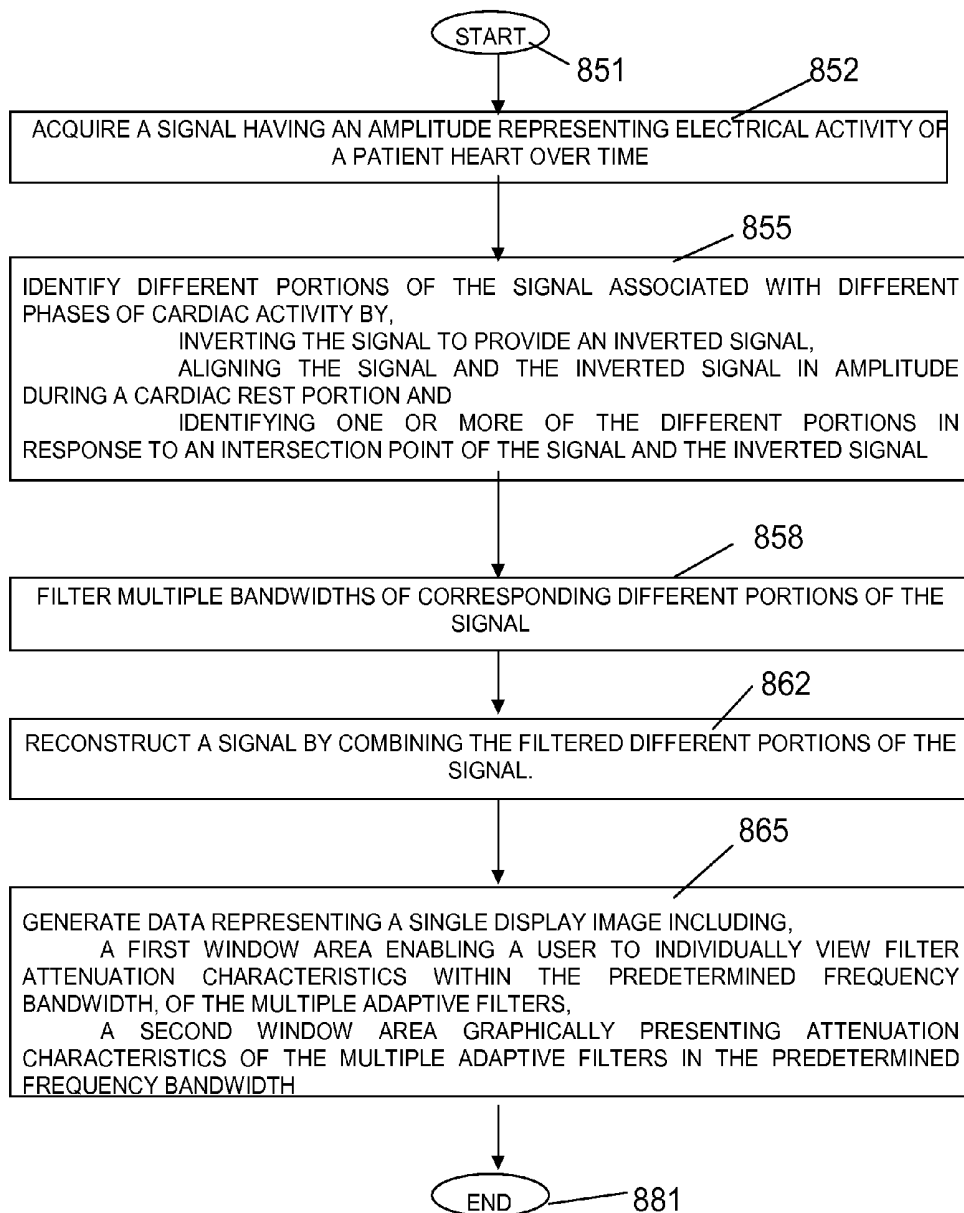 START
851
852
ACQUIRE A SIGNAL HAVING AN AMPLITUDE REPRESENTING ELECTRICAL ACTIVITY OF
A PATIENT HEART OVER TIME
855
IDENTIFY DIFFERENT PORTIONS OF THE SIGNAL ASSOCIATED WITH DIFFERENT
PHASES OF CARDIAC ACTIVITY BY,
INVERTING THE SIGNAL TO PROVIDE AN INVERTED SIGNAL,
ALIGNING THE SIGNAL AND THE INVERTED SIGNAL IN AMPLITUDE
DURING A CARDIAC REST PORTION AND
IDENTIFYING ONE OR MORE OF THE DIFFERENT PORTIONS IN
RESPONSE TO AN INTERSECTION POINT OF THE SIGNAL AND THE INVERTED SIGNAL
858
FILTER MULTIPLE BANDWIDTHS OF CORRESPONDING DIFFERENT PORTIONS OF THE
SIGNAL
862
RECONSTRUCT A SIGNAL BY COMBINING THE FILTERED DIFFERENT PORTIONS OF THE
SIGNAL.
865
GENERATE DATA REPRESENTING A SINGLE DISPLAY IMAGE INCLUDING,
A FIRST WINDOW AREA ENABLING A USER TO INDIVIDUALLY VIEW FILTER
ATTENUATION CHARACTERISTICS WITHIN THE PREDETERMINED FREQUENCY
BANDWIDTH, OF THE MULTIPLE ADAPTIVE FILTERS,
A SECOND WINDOW AREA GRAPHICALLY PRESENTING ATTENUATION
CHARACTERISTICS OF THE MULTIPLE ADAPTIVE FILTERS IN THE PREDETERMINED
FREQUENCY BANDWIDTH
END
881